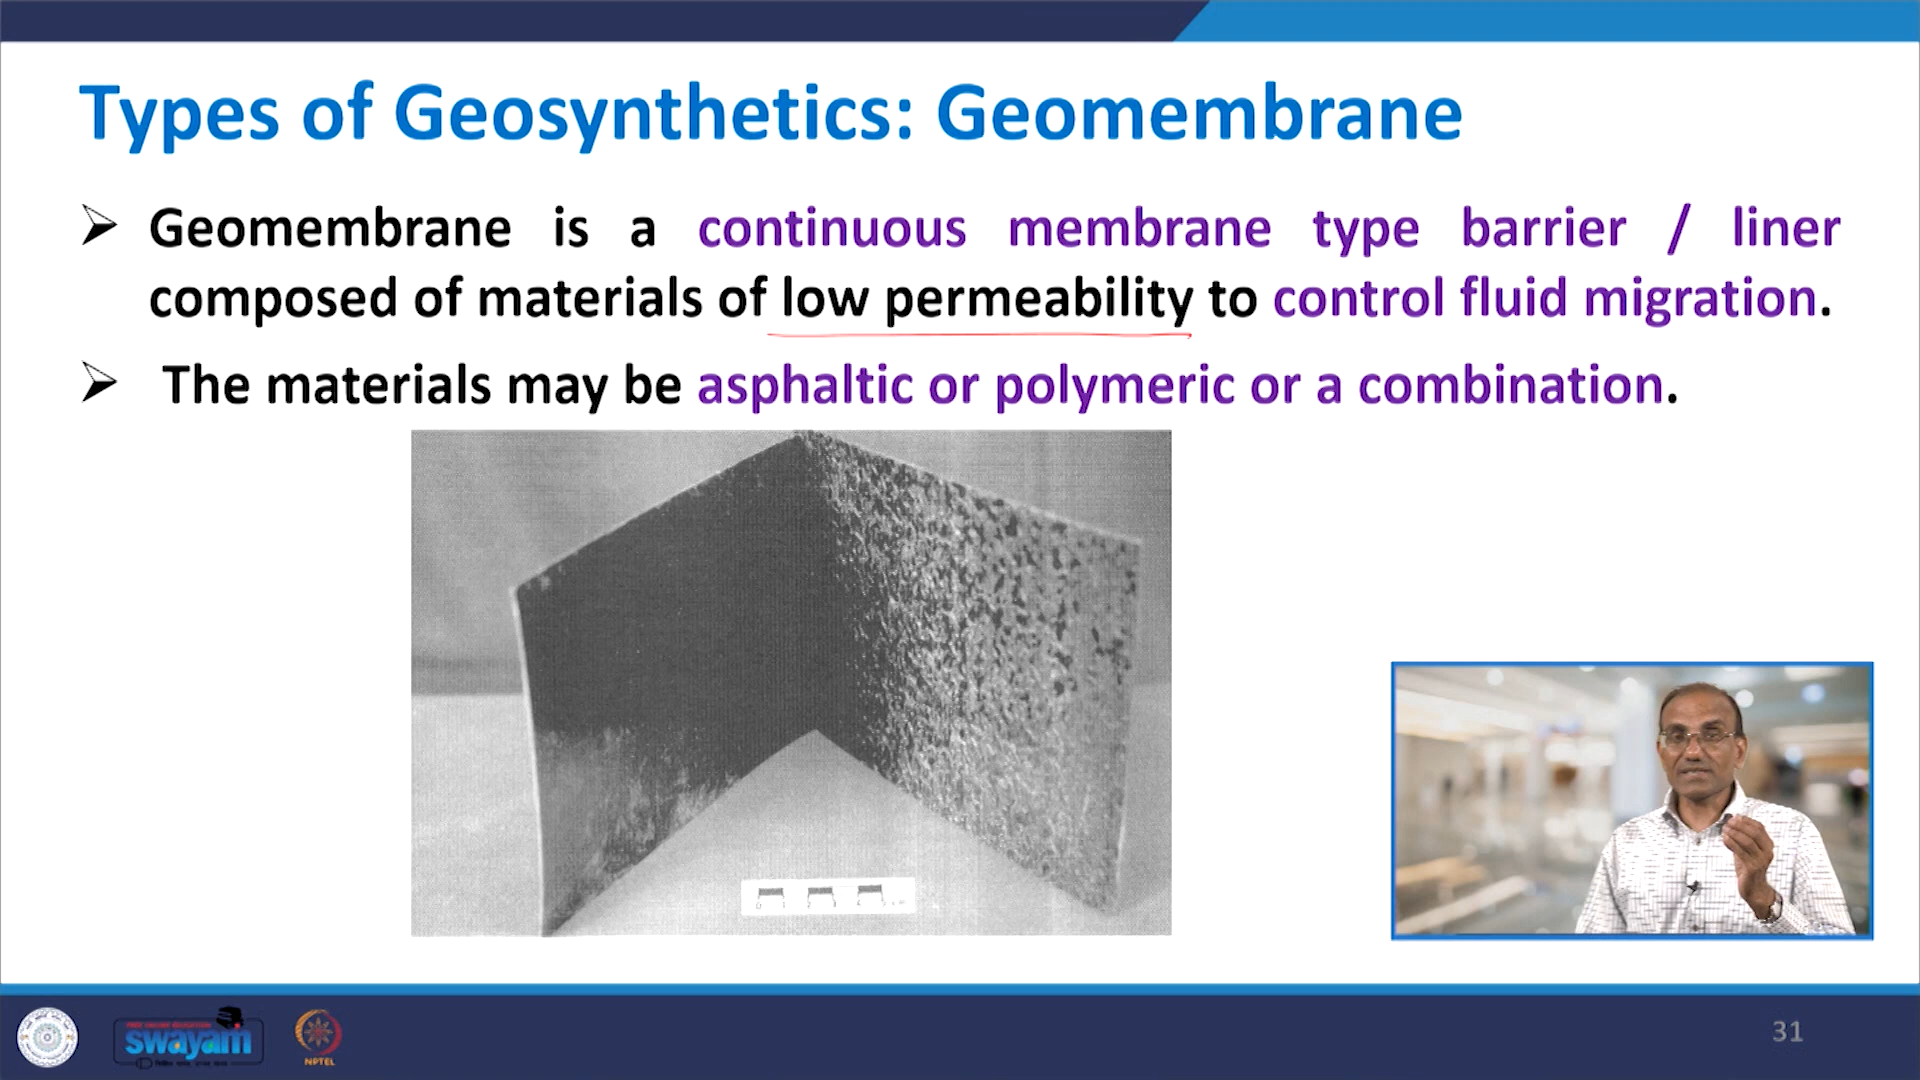 Types of Geosynthetics: Geomembrane
➢ Geomembrane is a continuous membrane type barrier / liner
composed of materials of low permeability to control fluid migration.
➢ The materials may be asphaltic or polymeric or a combination.
swayam
NPTEL
31